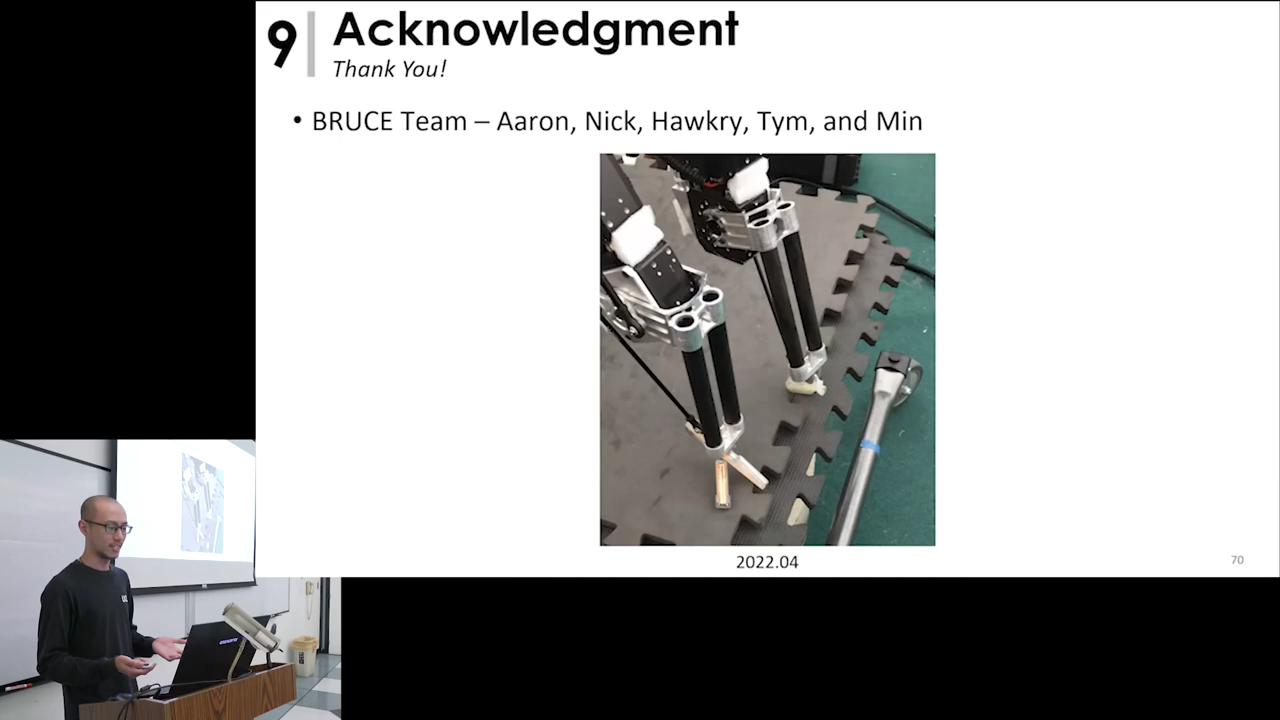 9
Acknowledgment
Thank You!
• BRUCE Team – Aaron, Nick, Hawkry, Tym, and Min
2022.04
70